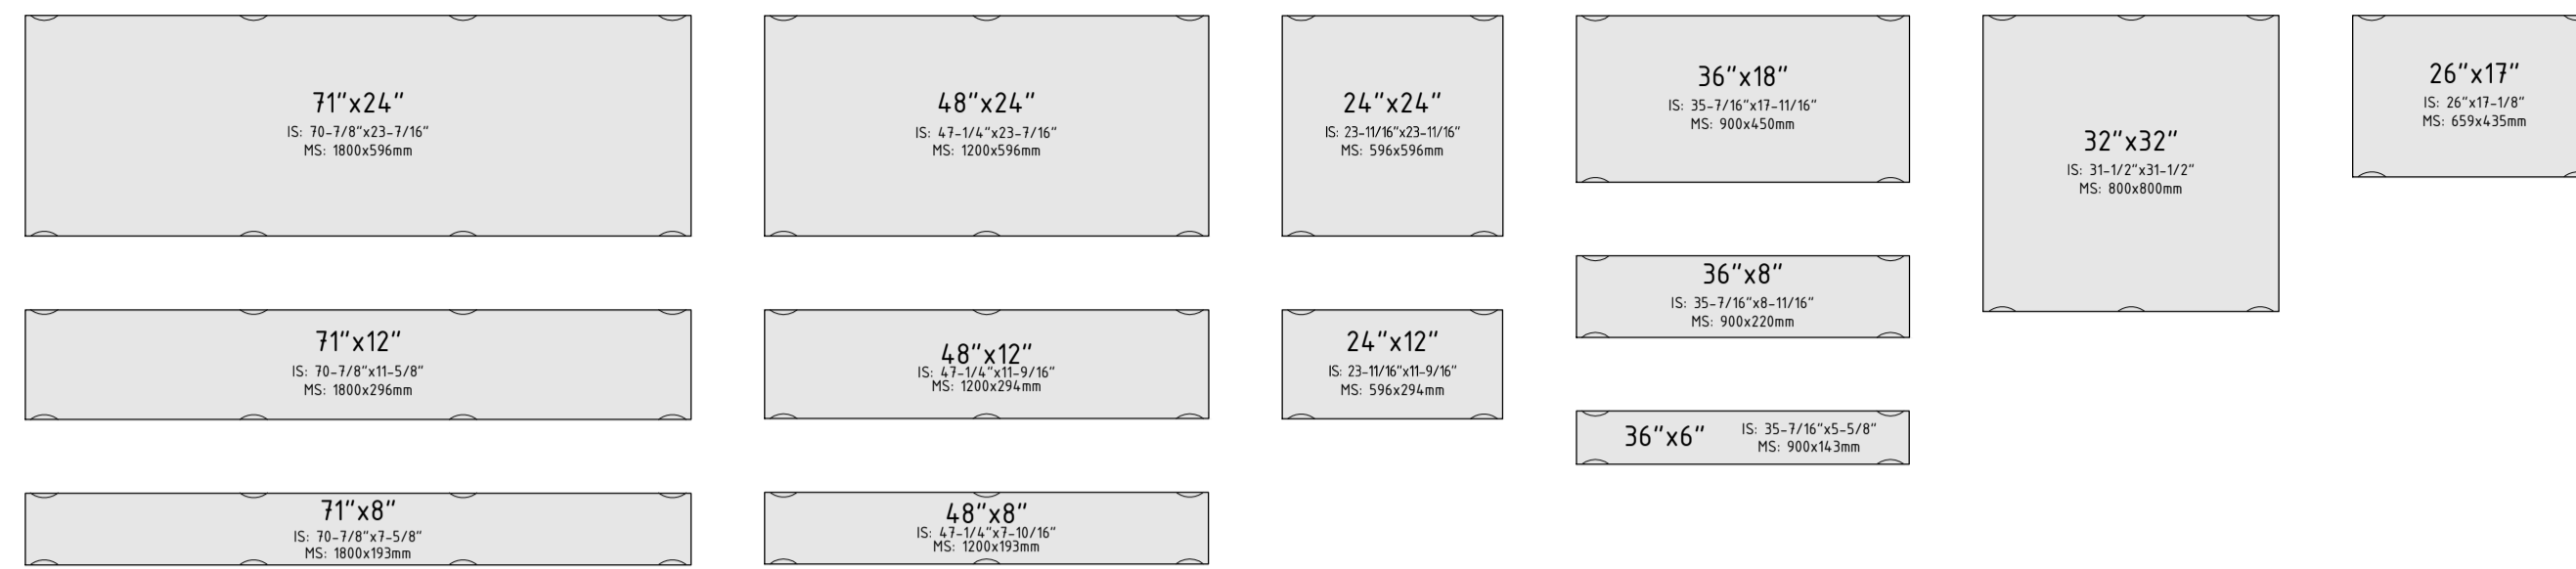 71"x24"
IS: 70-7/8"x23-7/16"
MS: 1800x596mm
48"x24"
IS: 47-1/4"x23-7/16"
MS: 1200x596mm
24"x24"
IS: 23-11/16"x23-11/16"
MS: 596x596mm
36"x18"
IS: 35-7/16"x17-11/16"
MS: 900x450mm
32"x32"
IS: 31-1/2"x31-1/2"
MS: 800x800mm
26"x17"
IS: 26"x17-1/8"
MS: 659x435mm
36"x8"
IS: 35-7/16"x8-11/16"
MS: 900x220mm
71"x12"
IS: 70-7/8"x11-5/8"
MS: 1800x296mm
48"x12"
IS: 47-1/4"x11-9/16"
MS: 1200x294mm
24"x12"
IS: 23-11/16"x11-9/16"
MS: 596x294mm
36"x6"
IS: 35-7/16"x5-5/8"
MS: 900x143mm
71"x8"
IS: 70-7/8"x7-5/8"
MS: 1800x193mm
48"x8"
IS: 47-1/4"x7-10/16"
MS: 1200x193mm